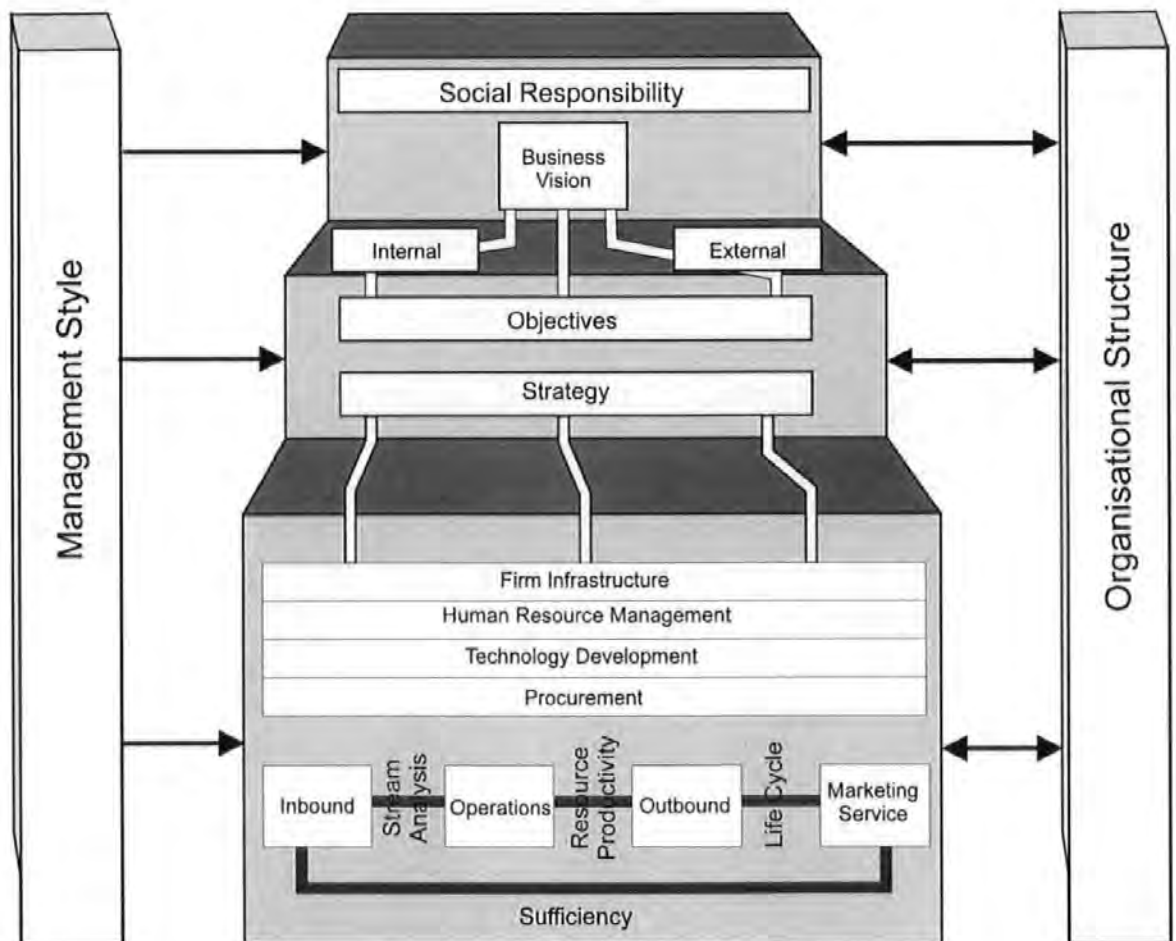 Social Responsibility
Business
Vision
Internal
External
Objectives
Strategy
Management Style
Organisational Structure
Firm Infrastructure
Human Resource Management
Technology Development
Procurement
Inbound
Stream
Analysis
Operations
Resource
Productivity
Outbound
Life Cycle
Marketing
Service
Sufficiency